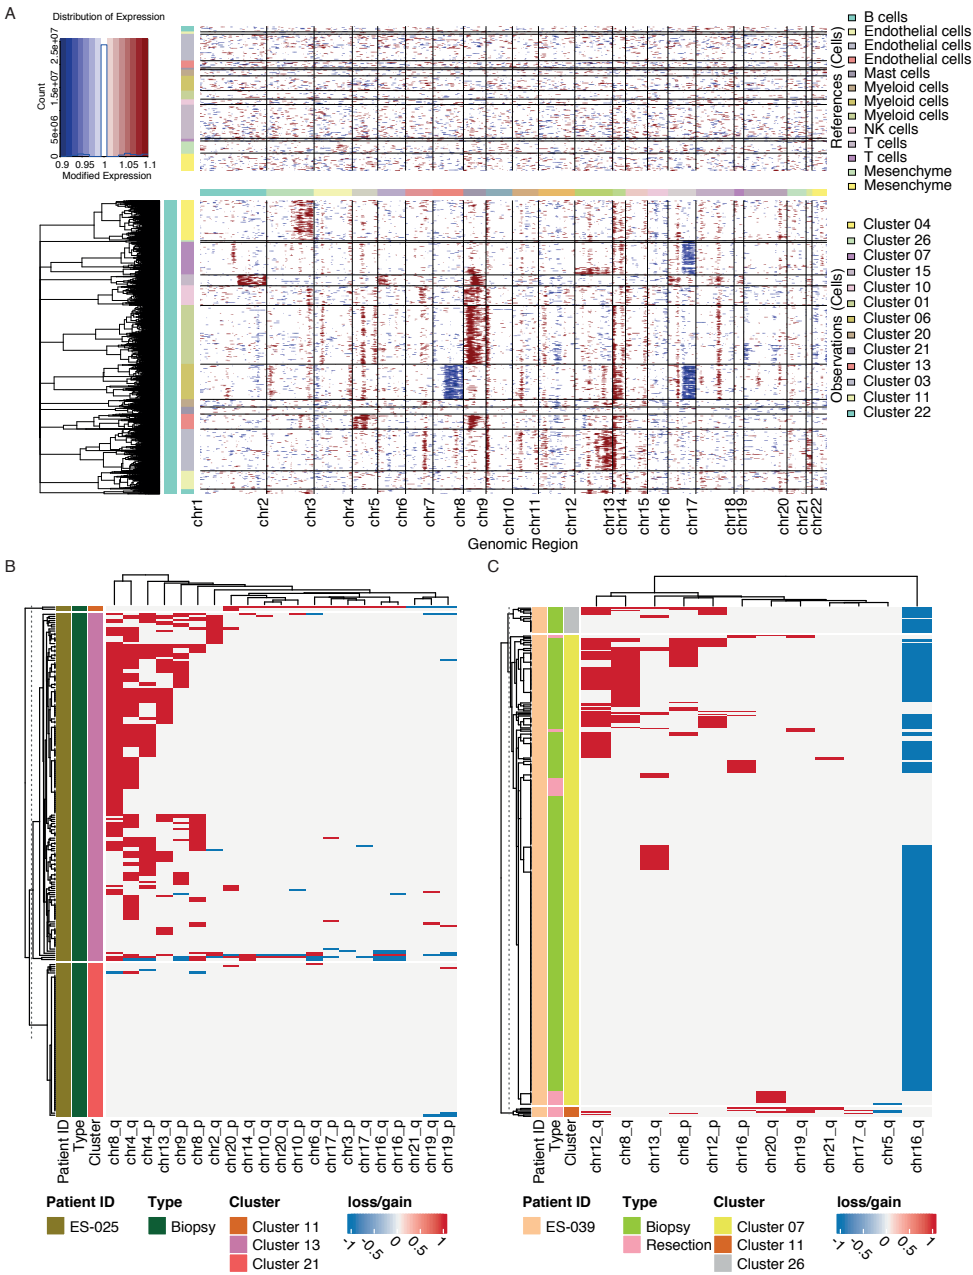 A
Distribution of Expression
Count
0
5e+06
1.5e+07
2e+07
2.5e+07
0.9 0.95 1 1.05 1.1
Modified Expression
References (Cells)
B cells
Endothelial cells
Endothelial cells
Endothelial cells
Mast cells
Myeloid cells
Myeloid cells
Myeloid cells
NK cells
T cells
T cells
Mesenchyme
Mesenchyme
Observations (Cells)
Cluster 04
Cluster 26
Cluster 07
Cluster 15
Cluster 10
Cluster 01
Cluster 06
Cluster 20
Cluster 21
Cluster 13
Cluster 03
Cluster 11
Cluster 22
chr1 chr2 chr3 chr4 chr5 chr6 chr7 chr8 chr9 chr10 chr11 chr12 chr13 chr14 chr15 chr16 chr17 chr18 chr19 chr20 chr21 chr22
Genomic Region
B
Patient ID Type Cluster chr8_q chr4_q chr4_p chr13_q chr9_p chr8_p chr2_q chr20_p chr14_q chr10_q chr20_q chr10_p chr6_q chr17_p chr3_p chr17_q chr16_q chr16_p chr21_q chr19_q chr19_p
Patient ID
ES-025
Type
Biopsy
Cluster
Cluster 11
Cluster 13
Cluster 21
loss/gain
-1 -0.5 0 0.5 1
C
Patient ID Type Cluster chr12_q chr8_q chr13_q chr8_p chr12_p chr16_p chr20_q chr19_q chr21_q chr17_q chr5_q chr16_q
Patient ID
ES-039
Type
Biopsy
Resection
Cluster
Cluster 07
Cluster 11
Cluster 26
loss/gain
-1 -0.5 0 0.5 1